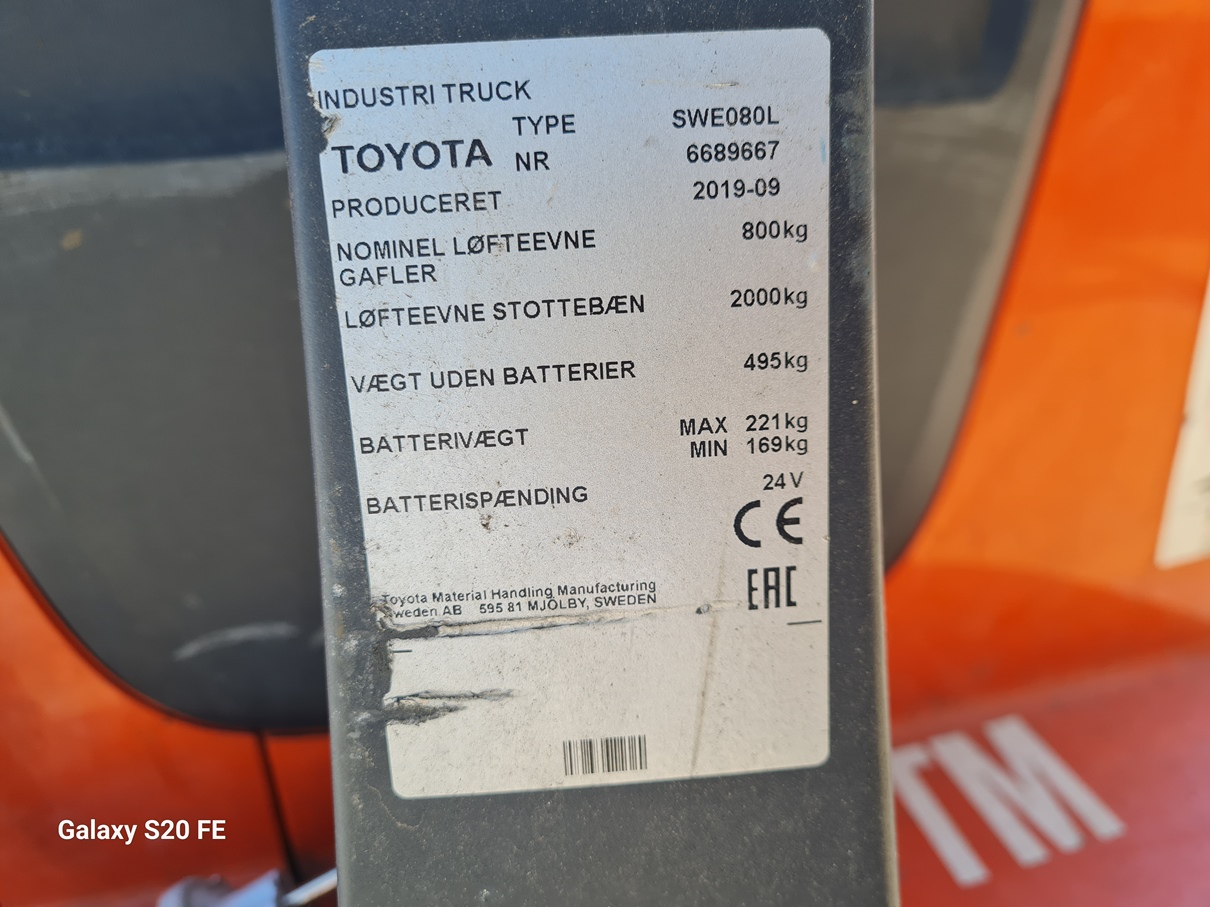 INDUSTRI TRUCK
TOYOTA TYPE SWE080L
NR 6689667
PRODUCERET 2019-09
NOMINEL LØFTEEVNE 800kg
GAFLER
LØFTEEVNE STOTTEBÆN 2000kg
VÆGT UDEN BATTERIER 495kg
BATTERIVÆGT MAX 221kg
MIN 169kg
BATTERISPÆNDING 24V
CE
EAC
Toyota Material Handling Manufacturing
Sweden AB 595 81 MJÖLBY, SWEDEN
TM
Galaxy S20 FE